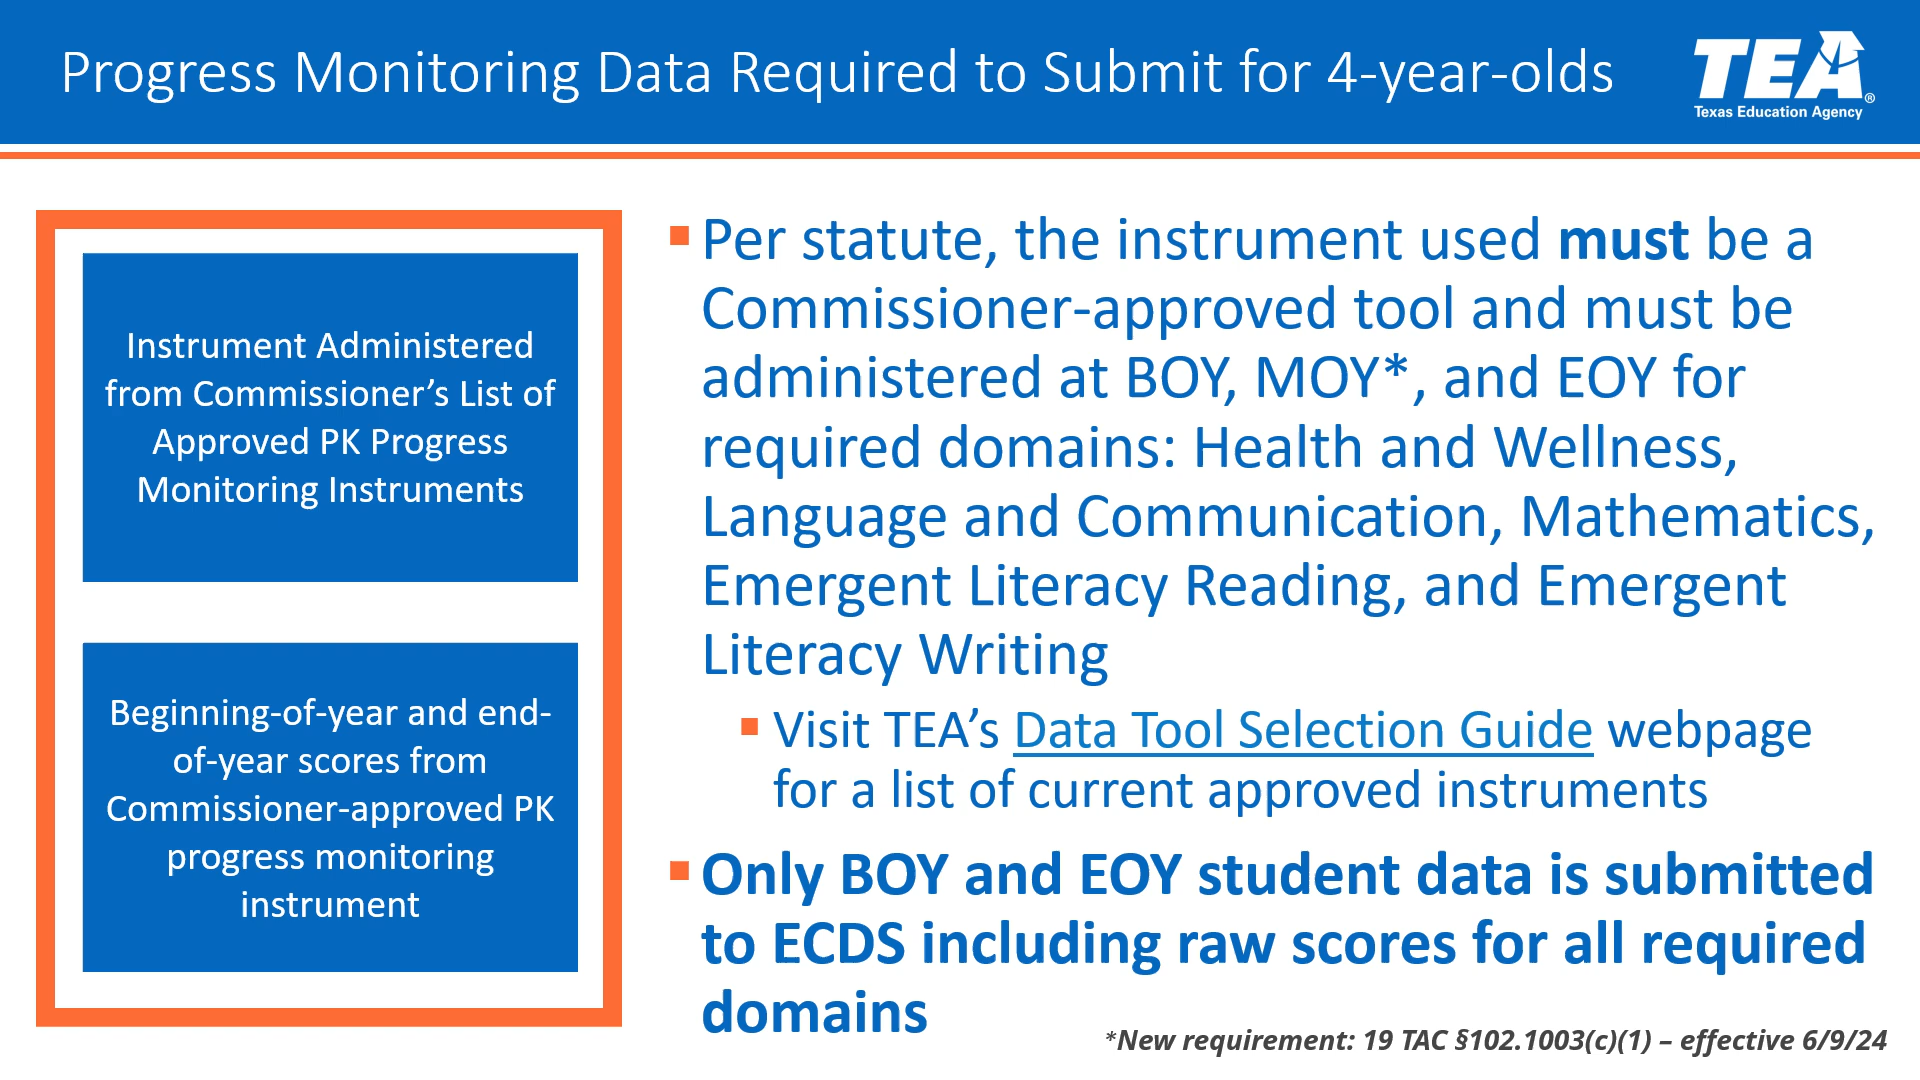 Progress Monitoring Data Required to Submit for 4-year-olds
TEA®
Texas Education Agency
Instrument Administered
from Commissioner’s List of
Approved PK Progress
Monitoring Instruments
Beginning-of-year and end-
of-year scores from
Commissioner-approved PK
progress monitoring
instrument
Per statute, the instrument used must be a
Commissioner-approved tool and must be
administered at BOY, MOY*, and EOY for
required domains: Health and Wellness,
Language and Communication, Mathematics,
Emergent Literacy Reading, and Emergent
Literacy Writing
Visit TEA’s Data Tool Selection Guide webpage
for a list of current approved instruments
Only BOY and EOY student data is submitted
to ECDS including raw scores for all required
domains
*New requirement: 19 TAC §102.1003(c)(1) – effective 6/9/24